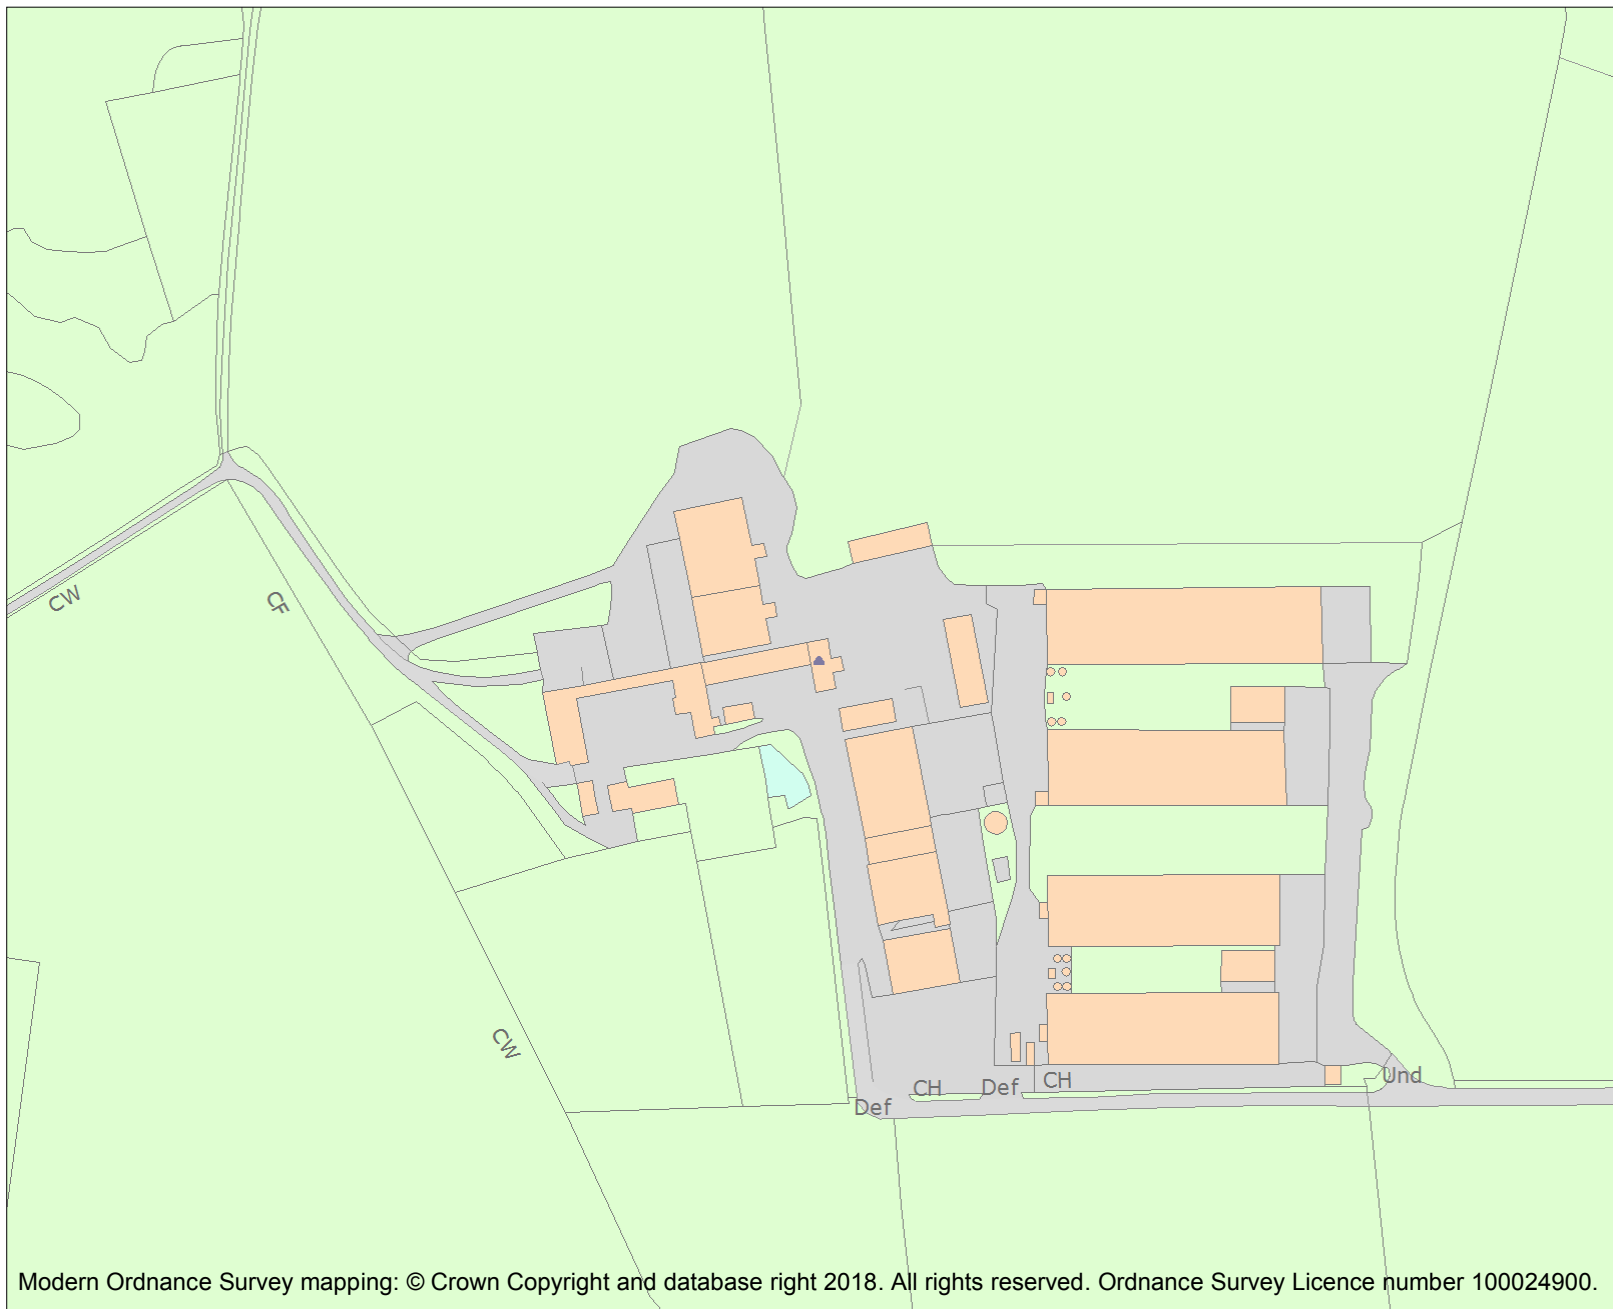 CW
CF
CW
CH
Def
CH
Und
Def
Modern Ordnance Survey mapping: © Crown Copyright and database right 2018. All rights reserved. Ordnance Survey Licence number 100024900.